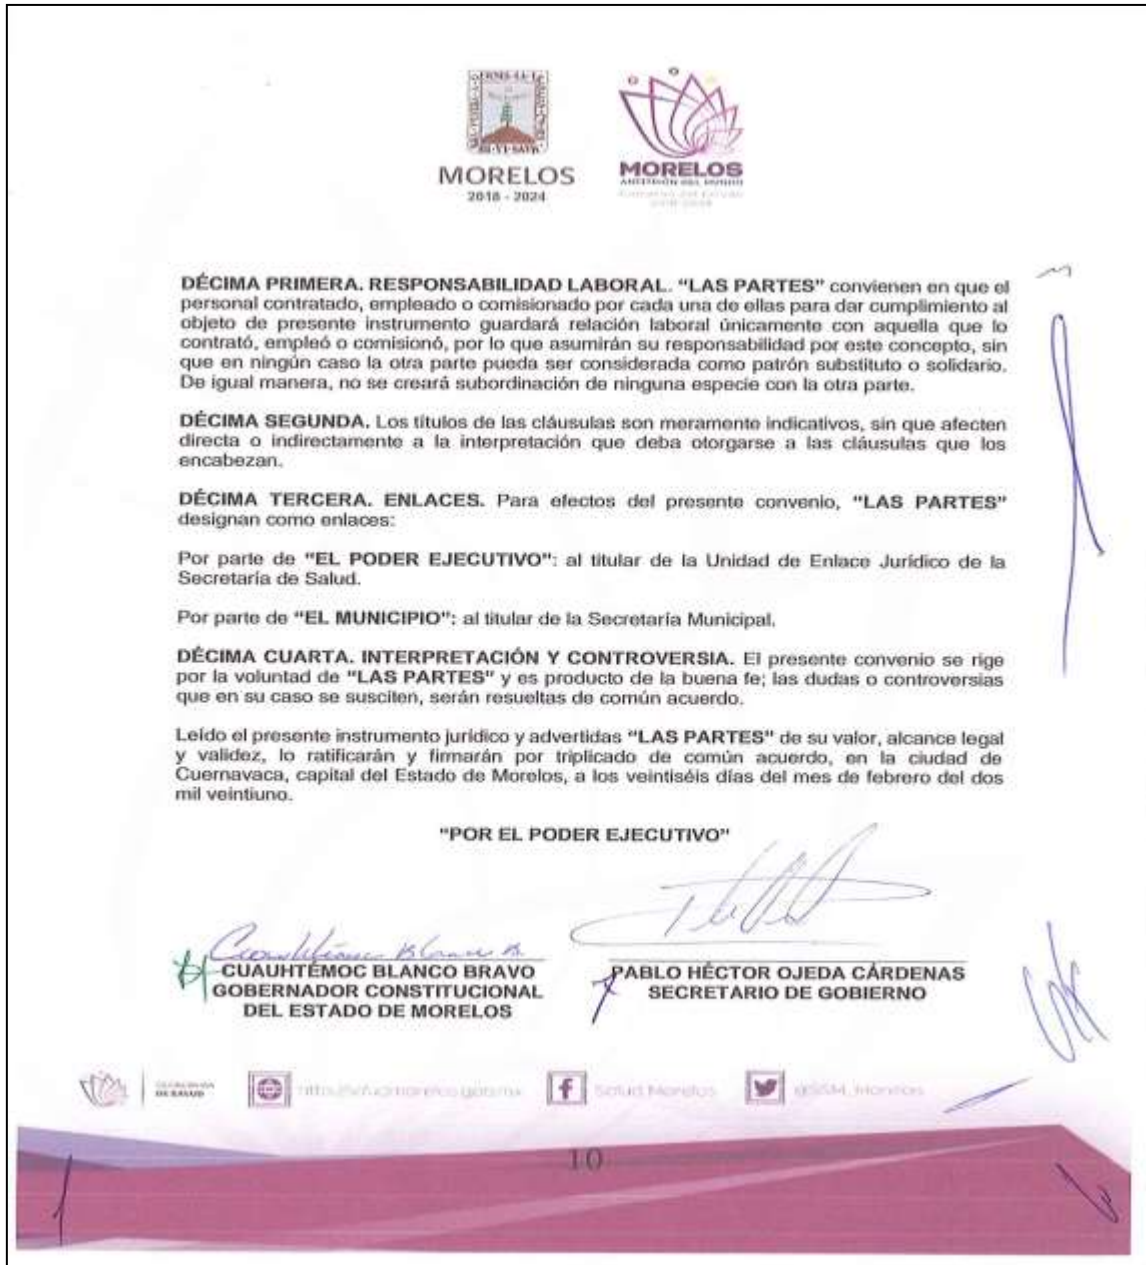 MORELOS
2018 - 2024
MORELOS
DÉCIMA PRIMERA. RESPONSABILIDAD LABORAL. "LAS PARTES" convienen en que el
personal contratado, empleado o comisionado por cada una de ellas para dar cumplimiento al
objeto de presente instrumento guardará relación laboral únicamente con aquella que lo
contrató, empleó o comisionó, por lo que asumirán su responsabilidad por este concepto, sin
que en ningún caso la otra parte pueda ser considerada como patrón substituto o solidario.
De igual manera, no se creará subordinación de ninguna especie con la otra parte.
DÉCIMA SEGUNDA. Los títulos de las cláusulas son meramente indicativos, sin que afecten
directa o indirectamente a la interpretación que deba otorgarse a las cláusulas que los
encabezan.
DÉCIMA TERCERA. ENLACES. Para efectos del presente convenio, "LAS PARTES"
designan como enlaces:
Por parte de "EL PODER EJECUTIVO": al titular de la Unidad de Enlace Jurídico de la
Secretaría de Salud.
Por parte de "EL MUNICIPIO": al titular de la Secretaría Municipal.
DÉCIMA CUARTA. INTERPRETACIÓN Y CONTROVERSIA. El presente convenio se rige
por la voluntad de "LAS PARTES" y es producto de la buena fe; las dudas o controversias
que en su caso se susciten, serán resueltas de común acuerdo.
Leído el presente instrumento jurídico y advertidas "LAS PARTES" de su valor, alcance legal
y validez, lo ratificarán y firmarán por triplicado de común acuerdo, en la ciudad de
Cuernavaca, capital del Estado de Morelos, a los veintiséis días del mes de febrero del dos
mil veintiuno.
"POR EL PODER EJECUTIVO"
CUAUHTÉMOC BLANCO BRAVO
GOBERNADOR CONSTITUCIONAL
DEL ESTADO DE MORELOS
PABLO HÉCTOR OJEDA CÁRDENAS
SECRETARIO DE GOBIERNO
DE SALUD
Salud Morelos
10